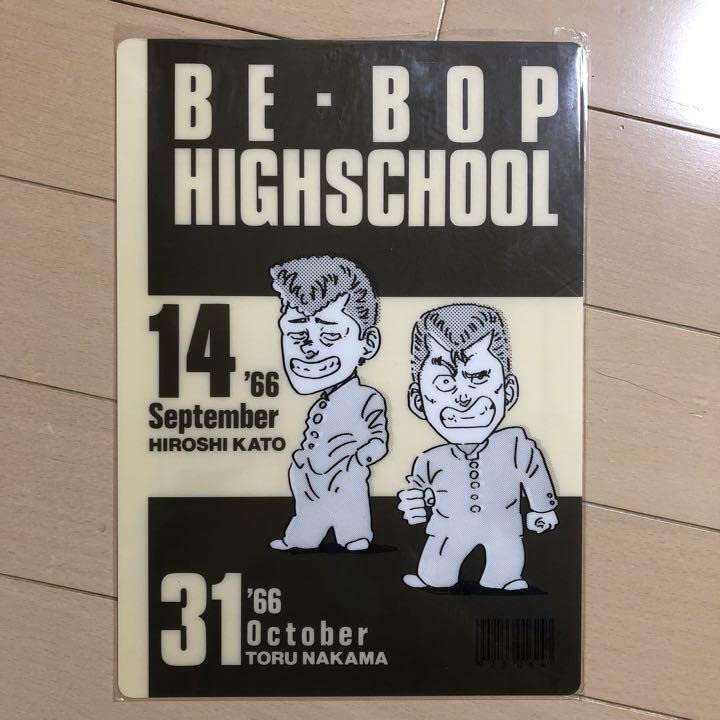 BE・BOP
HIGHSCHOOL
14 '66
September
HIROSHI KATO
31 '66
October
TORU NAKAMA